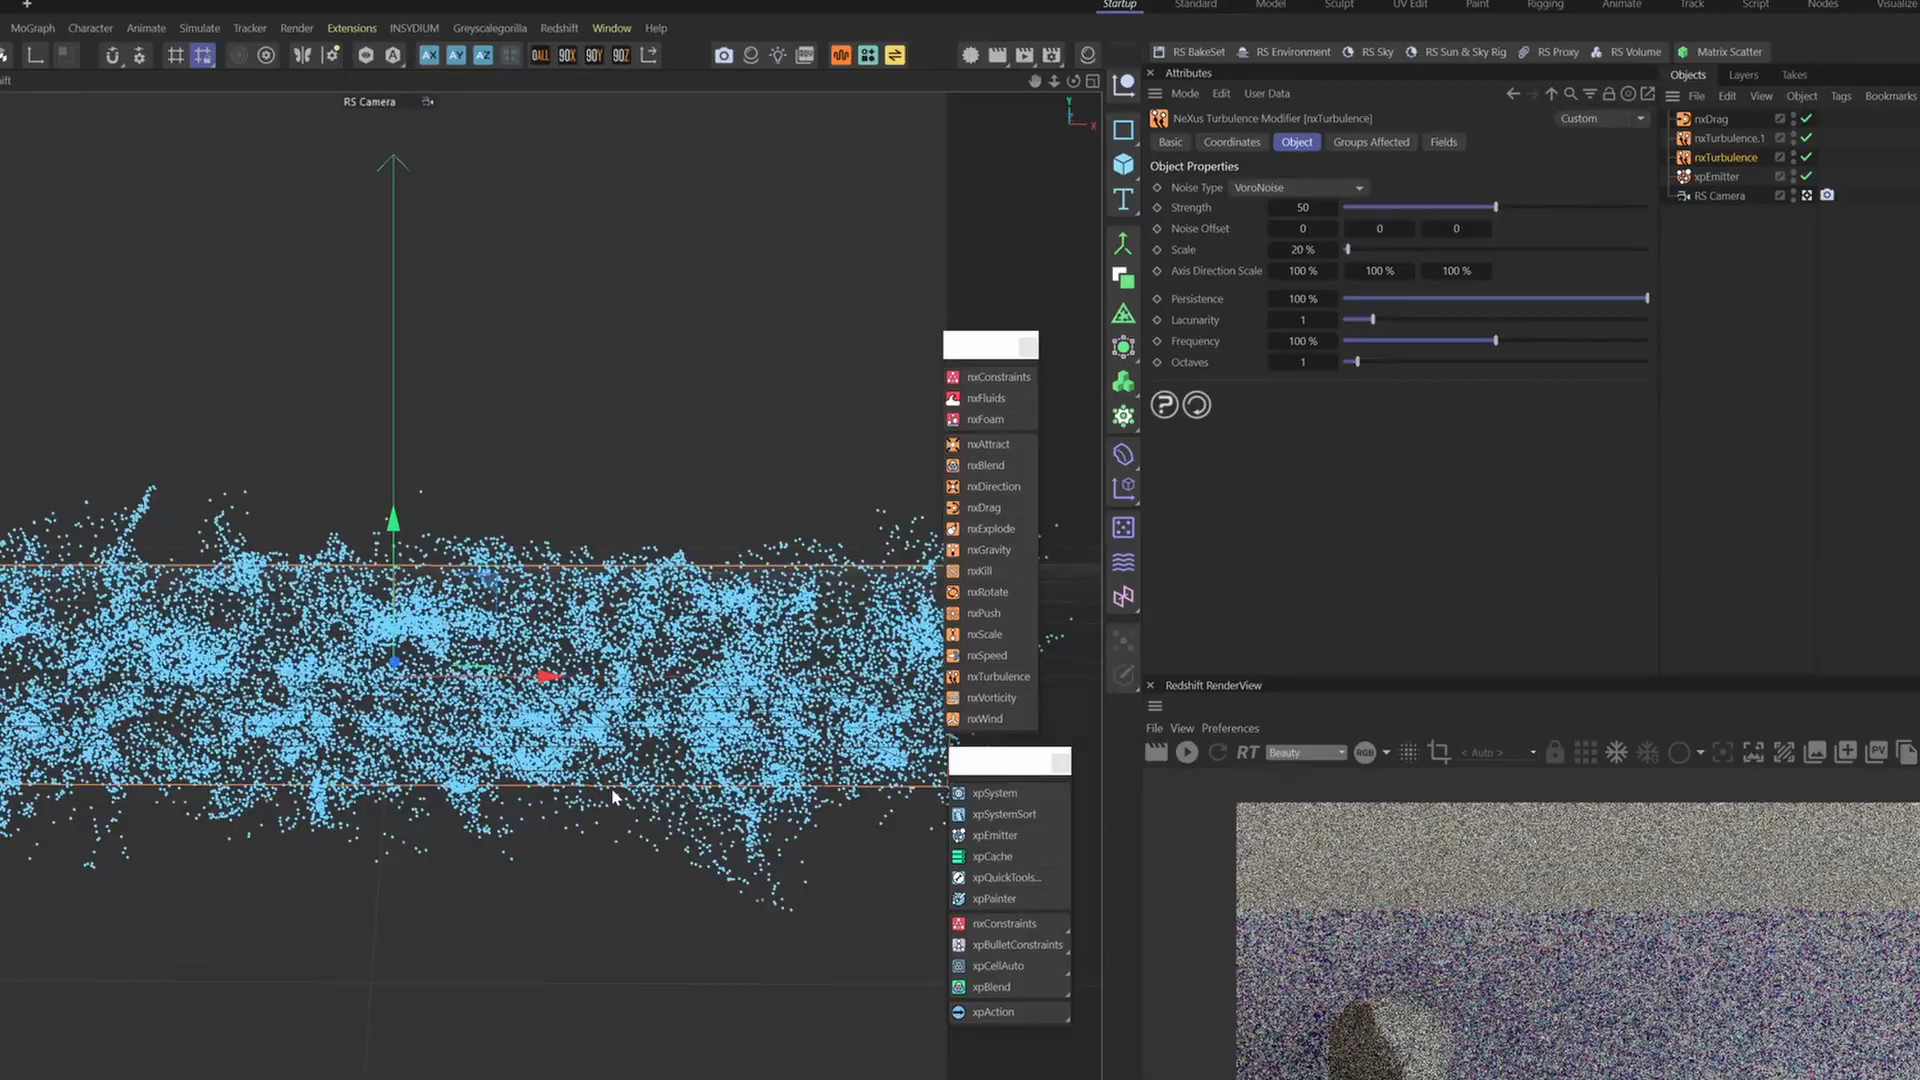 Startup Standard Model Sculpt UV Edit Paint Rigging Animate Track Script Nodes Visualize
MoGraph Character Animate Simulate Tracker Render Extensions INSYDIUM Greyscalegorilla Redshift Window Help
0ALL 90X 90Y 90Z
RS BakeSet RS Environment RS Sky RS Sun & Sky Rig RS Proxy RS Volume Matrix Scatter
Attributes
Mode Edit User Data
NeXus Turbulence Modifier [nxTurbulence]
Custom
Basic Coordinates Object Groups Affected Fields
Object Properties
Noise Type VoroNoise
Strength 50
Noise Offset 0 0 0
Scale 20 %
Axis Direction Scale 100 % 100 % 100 %
Persistence 100 %
Lacunarity 1
Frequency 100 %
Octaves 1
Objects Layers Takes
File Edit View Object Tags Bookmarks
nxDrag
nxTurbulence.1
nxTurbulence
xpEmitter
RS Camera
RS Camera
Y
X
nxConstraints
nxFluids
nxFoam
nxAttract
nxBlend
nxDirection
nxDrag
nxExplode
nxGravity
nxKill
nxRotate
nxPush
nxScale
nxSpeed
nxTurbulence
nxVorticity
nxWind
xpSystem
xpSystemSort
xpEmitter
xpCache
xpQuickTools...
xpPainter
nxConstraints
xpBulletConstraints
xpCellAuto
xpBlend
xpAction
Redshift RenderView
File View Preferences
RT Beauty RGB < Auto > PV